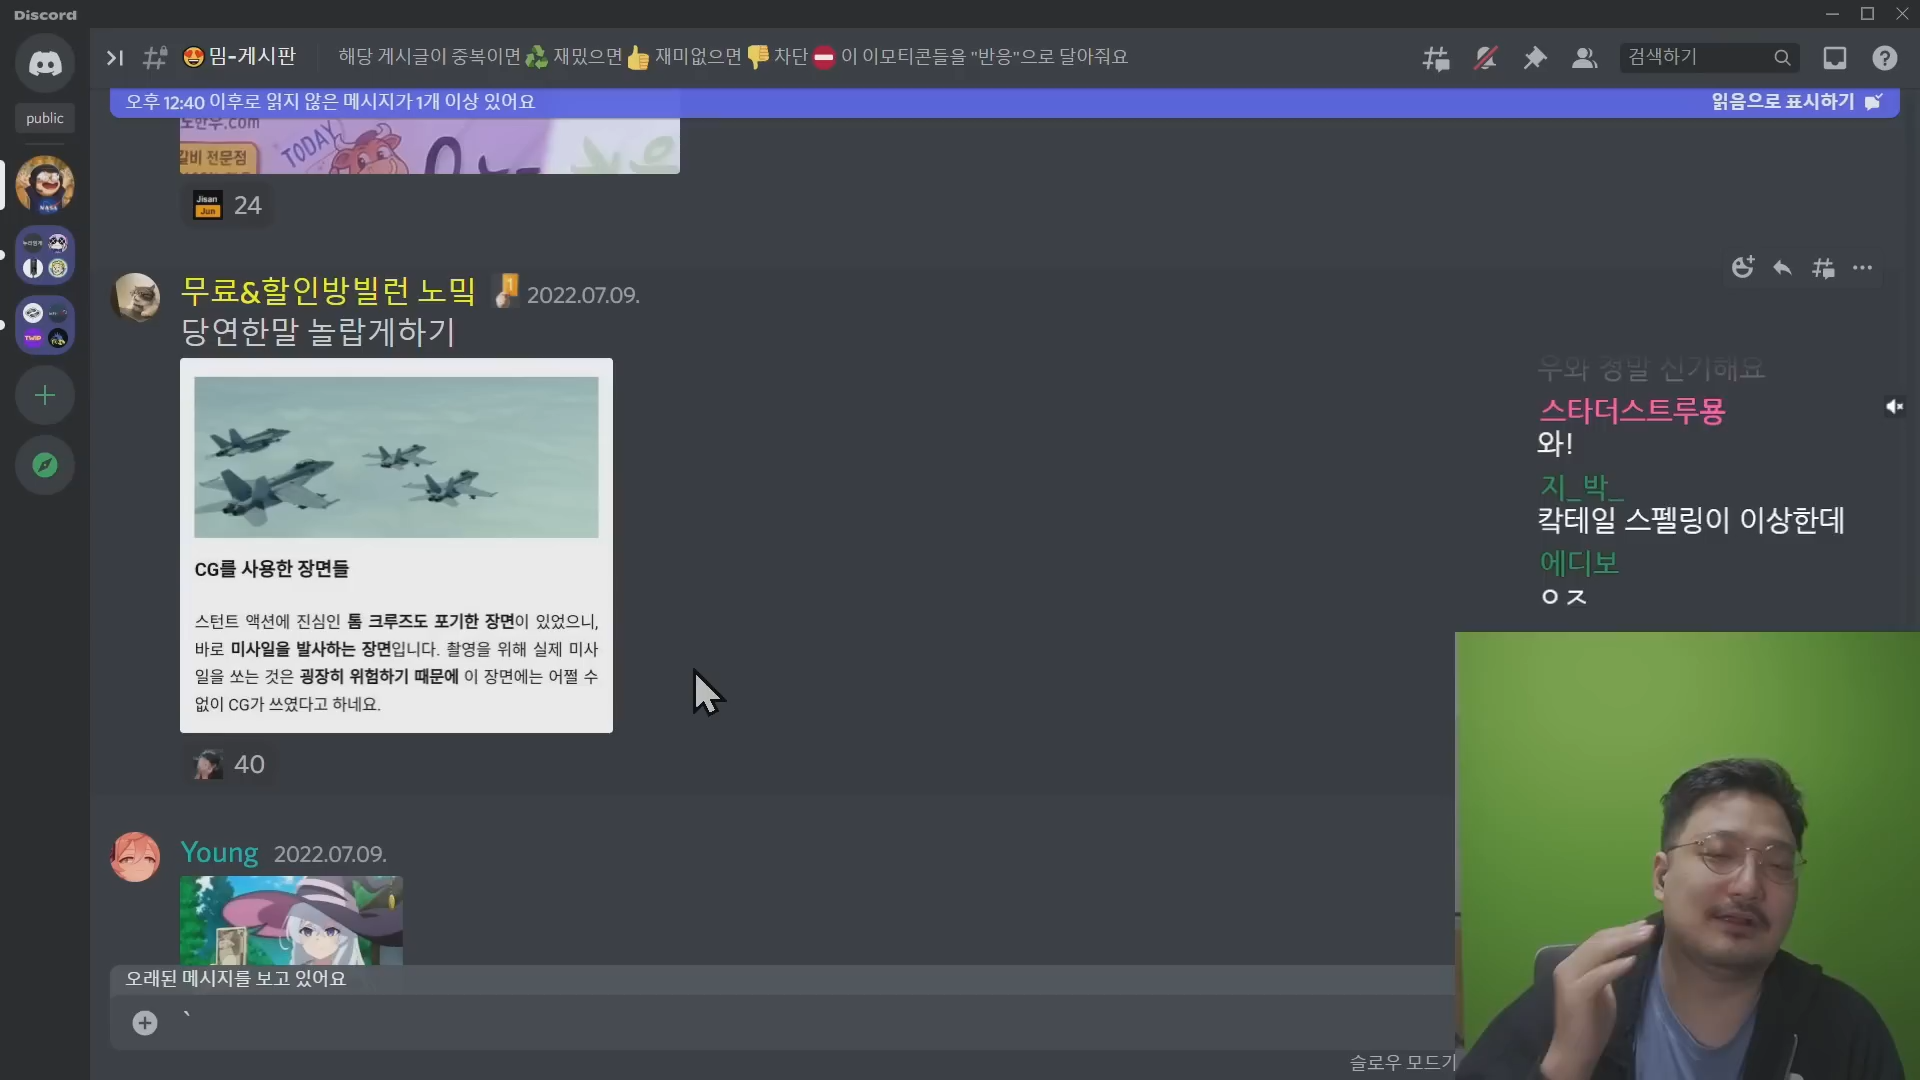 Discord
public
밈-게시판
해당 게시글이 중복이면 재밌으면 재미없으면 차단 이 이모티콘들을 "반응"으로 달아줘요
검색하기
오후 12:40 이후로 읽지 않은 메시지가 1개 이상 있어요
읽음으로 표시하기
도한우.com
갈비 전문점
TODAY
Jisan
Jun
24
무료&할인방빌런 노밐
2022.07.09.
당연한말 놀랍게하기
CG를 사용한 장면들
스턴트 액션에 진심인 톰 크루즈도 포기한 장면이 있었으니,
바로 미사일을 발사하는 장면입니다. 촬영을 위해 실제 미사
일을 쏘는 것은 굉장히 위험하기 때문에 이 장면에는 어쩔 수
없이 CG가 쓰였다고 하네요.
40
Young 2022.07.09.
오래된 메시지를 보고 있어요
`
슬로우 모드가
우와 정말 신기해요
스타더스트루룡
와!
지_박_
칵테일 스펠링이 이상한데
에디보
ㅇㅈ
NASA
TWIP